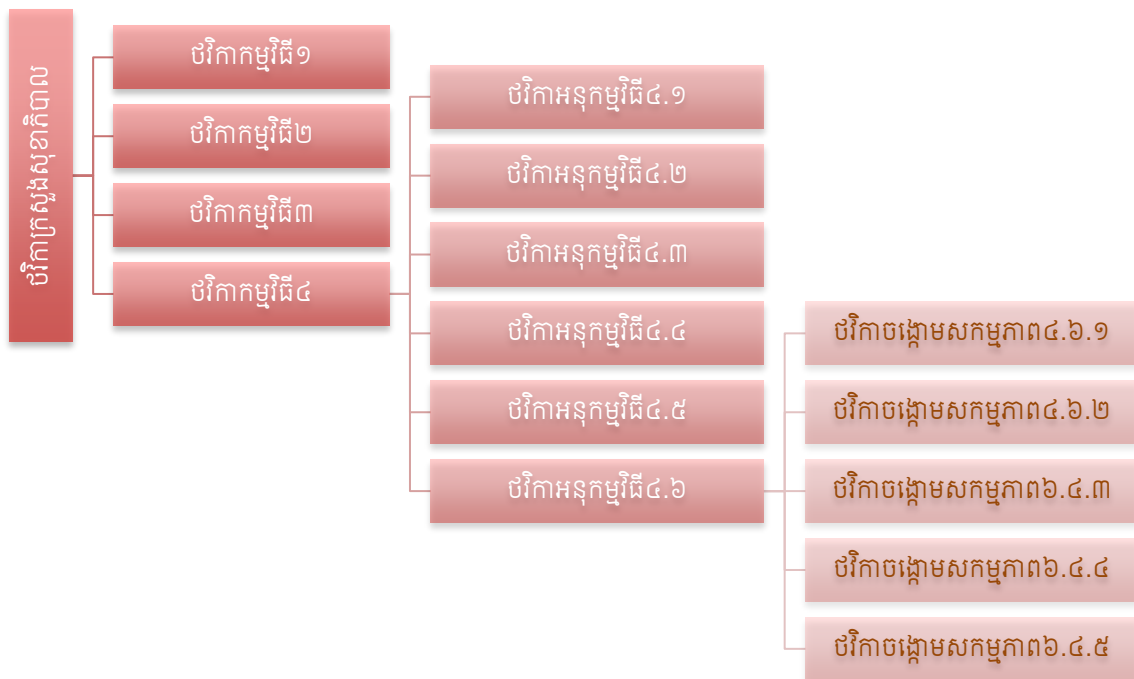 ថវិកាក្រសួងសុខាភិបាល
ថវិកាកម្មវិធី១
ថវិកាកម្មវិធី២
ថវិកាកម្មវិធី៣
ថវិកាកម្មវិធី៤
ថវិកាអនុកម្មវិធី៤.១
ថវិកាអនុកម្មវិធី៤.២
ថវិកាអនុកម្មវិធី៤.៣
ថវិកាអនុកម្មវិធី៤.៤
ថវិកាអនុកម្មវិធី៤.៥
ថវិកាអនុកម្មវិធី៤.៦
ថវិកាចង្កោមសកម្មភាព៤.៦.១
ថវិកាចង្កោមសកម្មភាព៤.៦.២
ថវិកាចង្កោមសកម្មភាព៦.៤.៣
ថវិកាចង្កោមសកម្មភាព៦.៤.៤
ថវិកាចង្កោមសកម្មភាព៦.៤.៥